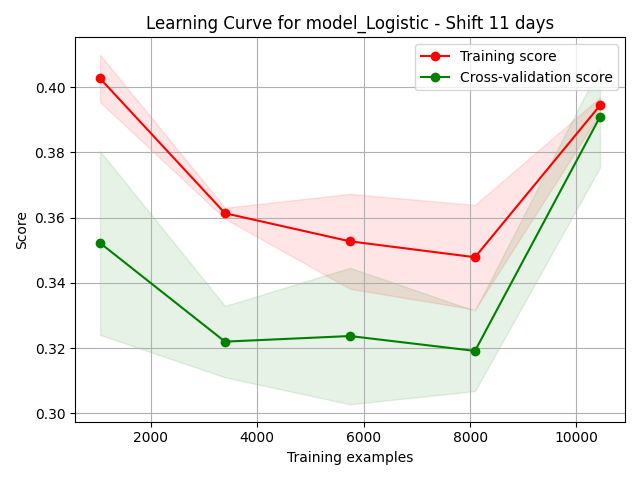 Learning Curve for model_Logistic - Shift 11 days
Training score
Cross-validation score
0.40
0.38
0.36
0.34
0.32
0.30
Score
2000 4000 6000 8000 10000
Training examples